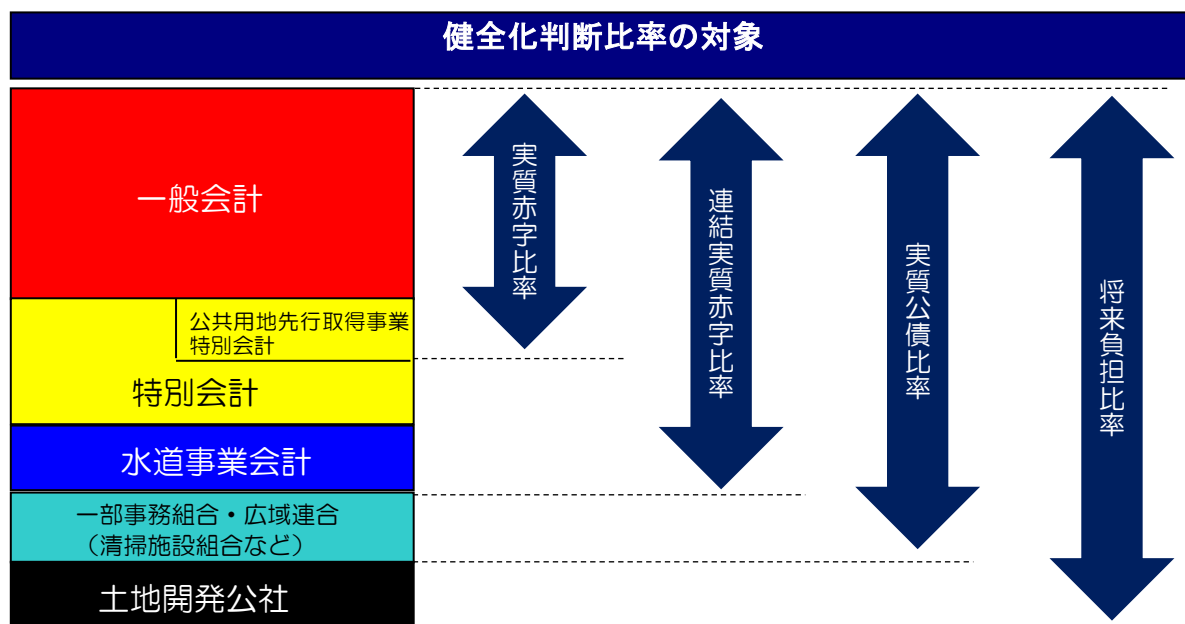 健全化判断比率の対象
一般会計
公共用地先行取得事業
特別会計
特別会計
水道事業会計
一部事務組合・広域連合
（清掃施設組合など）
土地開発公社
実質赤字比率
連結実質赤字比率
実質公債比率
将来負担比率